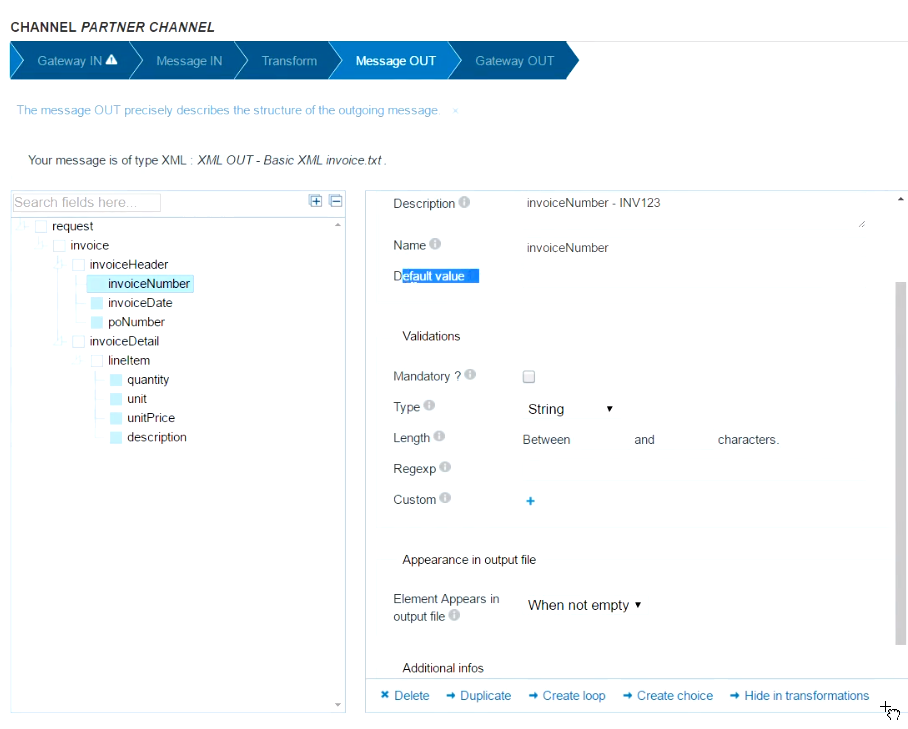 CHANNEL PARTNER CHANNEL
Gateway IN Message IN Transform Message OUT Gateway OUT
The message OUT precisely describes the structure of the outgoing message. ×
Your message is of type XML : XML OUT - Basic XML invoice.txt .
Search fields here...
request
invoice
invoiceHeader
invoiceNumber
invoiceDate
poNumber
invoiceDetail
lineItem
quantity
unit
unitPrice
description
Description invoiceNumber - INV123
Name invoiceNumber
Default value
Validations
Mandatory ?
Type String
Length Between and characters.
Regexp
Custom +
Appearance in output file
Element Appears in
output file When not empty
Additional infos
Delete Duplicate Create loop Create choice Hide in transformations